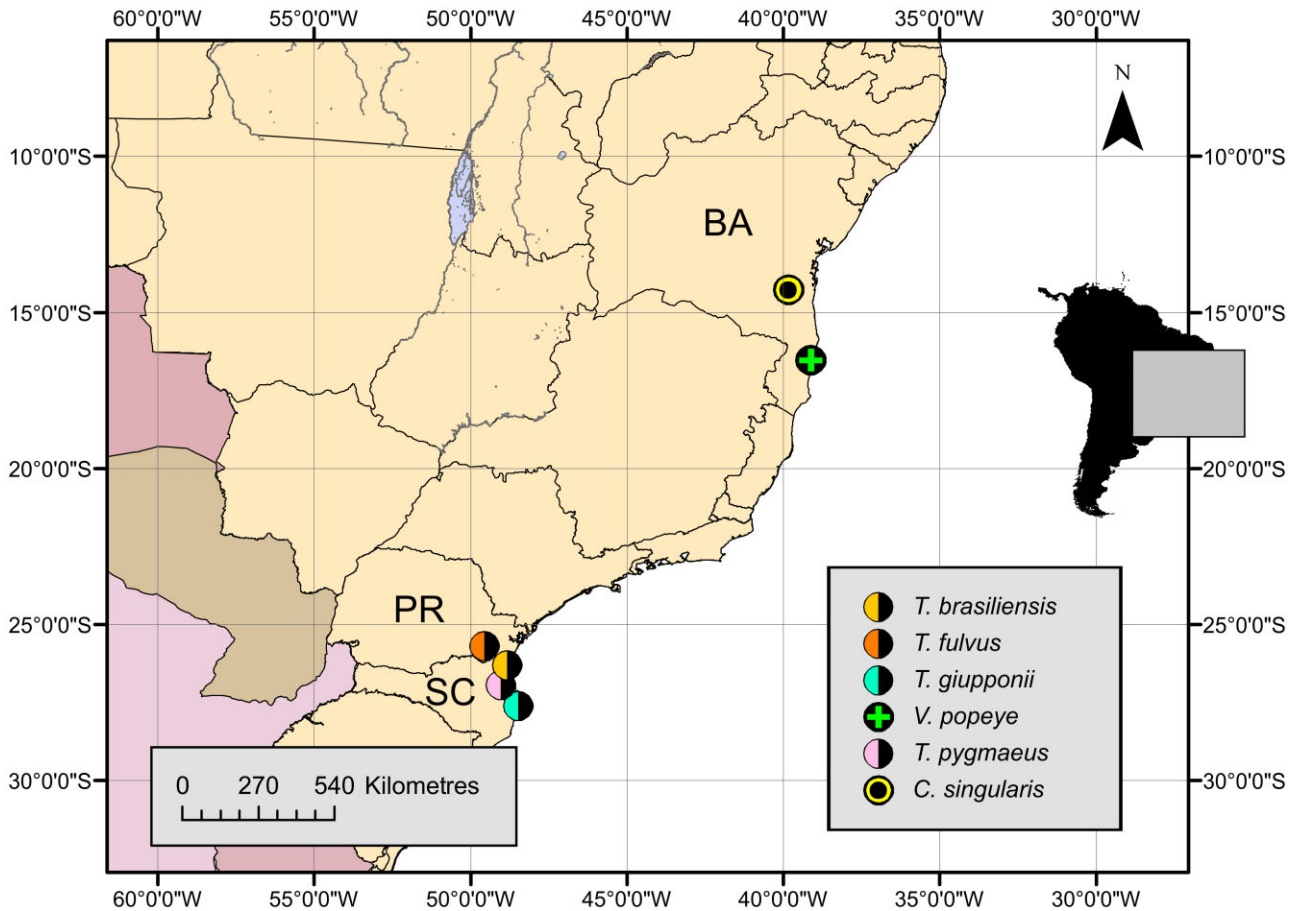 60°0'0"W 55°0'0"W 50°0'0"W 45°0'0"W 40°0'0"W 35°0'0"W 30°0'0"W
N
10°0'0"S 10°0'0"S
BA
15°0'0"S 15°0'0"S
20°0'0"S 20°0'0"S
PR
25°0'0"S 25°0'0"S
SC
T. brasiliensis
T. fulvus
T. giupponii
V. popeye
T. pygmaeus
C. singularis
30°0'0"S 30°0'0"S
0 270 540 Kilometres
60°0'0"W 55°0'0"W 50°0'0"W 45°0'0"W 40°0'0"W 35°0'0"W 30°0'0"W